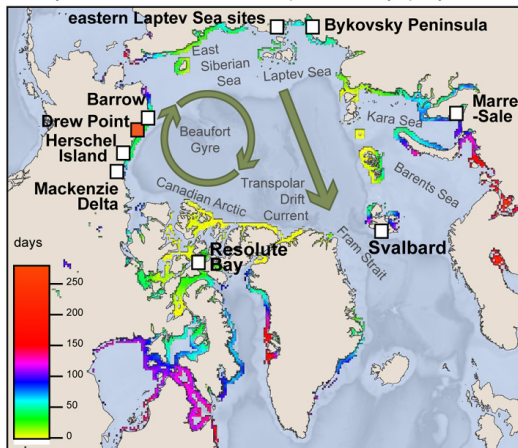 eastern Laptev Sea sites
Bykovsky Peninsula
East
Siberian
Sea
Laptev Sea
Barrow
Drew Point
Herschel
Island
Mackenzie
Delta
Beaufort
Gyre
Kara Sea
Marre
-Sale
Barents Sea
Canadian Arctic
Transpolar
Drift
Current
Fram Strait
Svalbard
Resolute
Bay
days
250
200
150
100
50
0